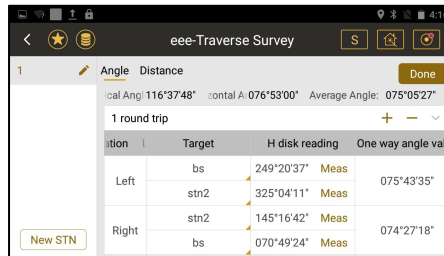 4:1
eee-Traverse Survey S
1 Angle Distance Done
ical Angl 116°37'48" zontal A 076°53'00" Average Angle: 075°05'27"
1 round trip + −
ation Target H disk reading One way angle val
Left bs 249°20'37" Meas 075°43'35"
stn2 325°04'11" Meas
Right stn2 145°16'42" Meas 074°27'18"
bs 070°49'24" Meas
New STN